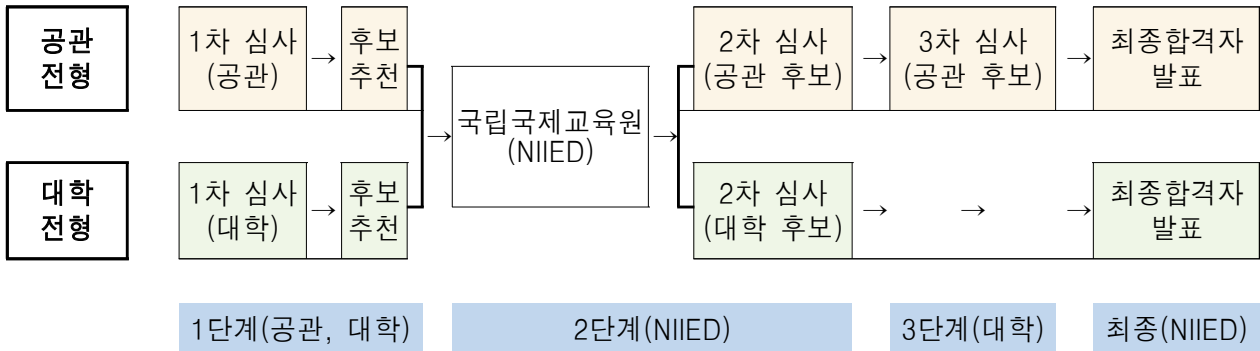 공관
전형
1차 심사
(공관)
→
후보
추천
2차 심사
(공관 후보)
→
3차 심사
(공관 후보)
→
최종합격자
발표
→
국립국제교육원
(NIIED)
→
대학
전형
1차 심사
(대학)
→
후보
추천
2차 심사
(대학 후보)
→
→
→
최종합격자
발표
1단계(공관, 대학)
2단계(NIIED)
3단계(대학)
최종(NIIED)